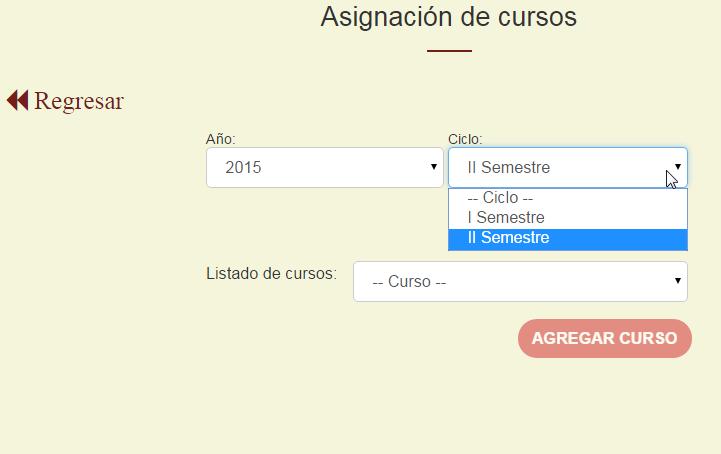 Asignación de cursos
Regresar
Año: Ciclo:
2015 II Semestre
-- Ciclo --
I Semestre
II Semestre
Listado de cursos: -- Curso --
AGREGAR CURSO